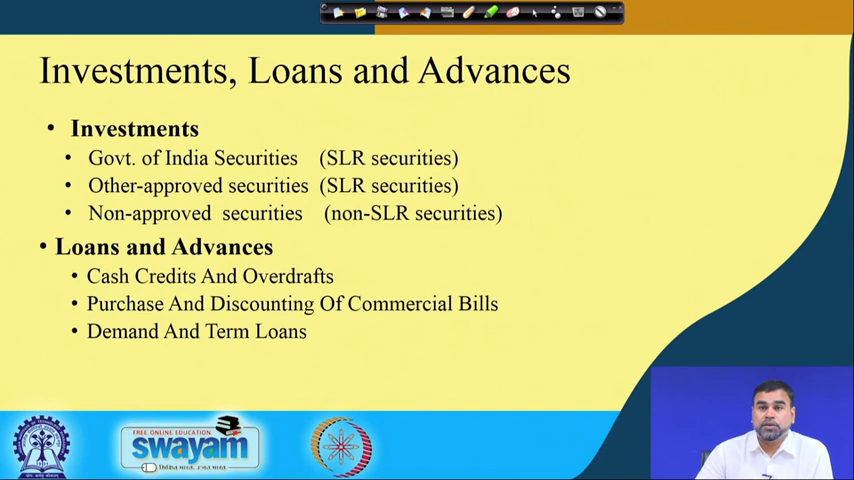 Investments, Loans and Advances
• Investments
• Govt. of India Securities (SLR securities)
• Other-approved securities (SLR securities)
• Non-approved securities (non-SLR securities)
• Loans and Advances
• Cash Credits And Overdrafts
• Purchase And Discounting Of Commercial Bills
• Demand And Term Loans
FREE ONLINE EDUCATION
swayam